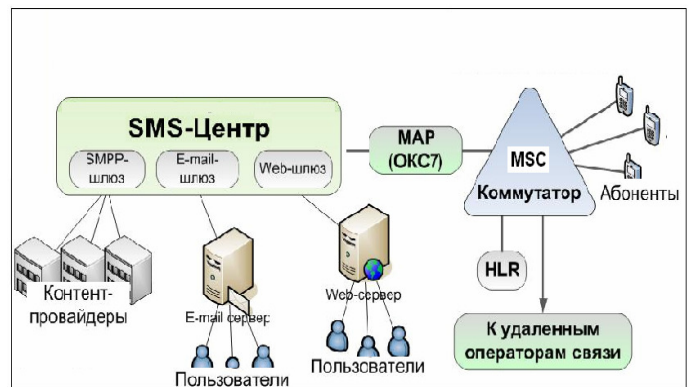 SMS-Центр
SMPP-
шлюз
E-mail-
шлюз
Web-шлюз
MAP
(ОКС7)
MSC
Коммутатор
Абоненты
HLR
К удаленным
операторам связи
Контент-
провайдеры
E-mail сервер
Web-сервер
Пользователи
Пользователи